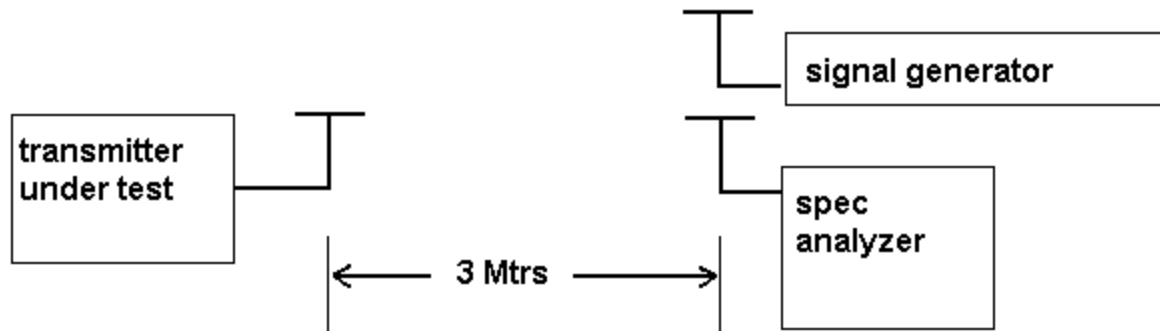 signal generator
transmitter
under test
spec
analyzer
3 Mtrs